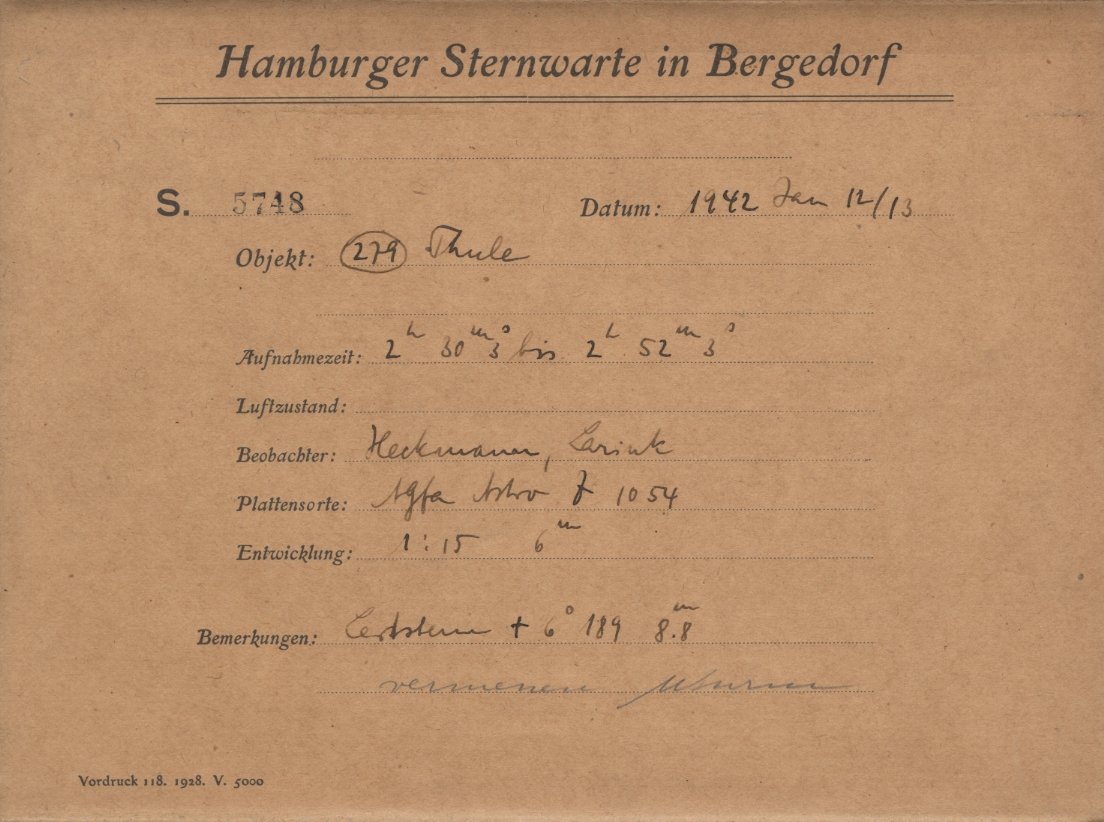 Hamburger Sternwarte in Bergedorf
S. 5748 Datum: 1942 Jan 12/13
Objekt: 279 Thule
Aufnahmezeit: 2h 30m 3s bis 2h 52m 3s
Luftzustand:
Beobachter: Heckmann, Larink
Plattensorte: Agfa Astro 1054
Entwicklung: 1:15 6m
Bemerkungen: Leitstern + 6° 189 8.8m
vermessen
Vordruck 118. 1928. V. 5000